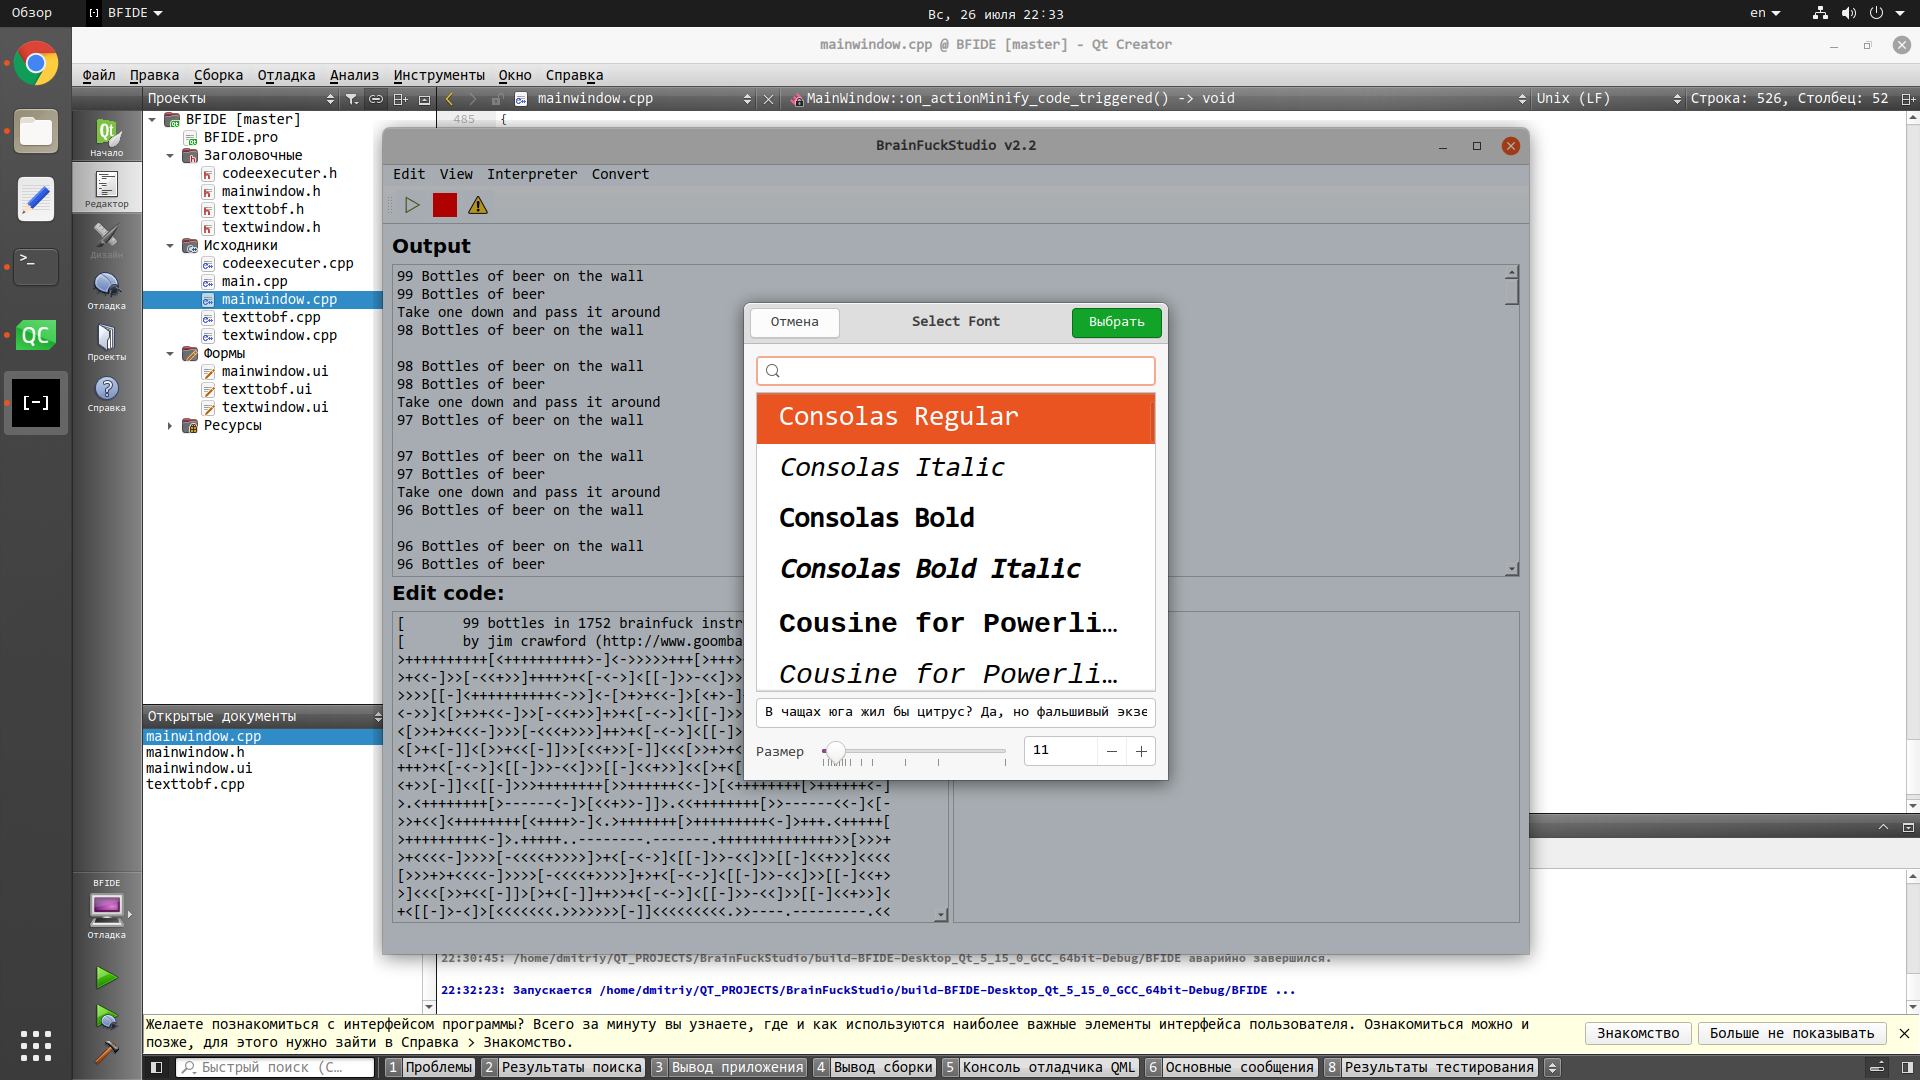 Обзор
[-] BFIDE
Вс, 26 июля 22:33
en
mainwindow.cpp @ BFIDE [master] - Qt Creator
Файл Правка Сборка Отладка Анализ Инструменты Окно Справка
Проекты
mainwindow.cpp
MainWindow::on_actionMinify_code_triggered() -> void
Unix (LF)
Строка: 526, Столбец: 52
Начало
Редактор
Дизайн
Отладка
Проекты
Справка
BFIDE
Отладка
BFIDE [master]
BFIDE.pro
Заголовочные
codeexecuter.h
mainwindow.h
texttobf.h
textwindow.h
Исходники
codeexecuter.cpp
main.cpp
mainwindow.cpp
texttobf.cpp
textwindow.cpp
Формы
mainwindow.ui
texttobf.ui
textwindow.ui
Ресурсы
Открытые документы
mainwindow.cpp
mainwindow.h
mainwindow.ui
texttobf.cpp
485 {
BrainFuckStudio v2.2
Edit View Interpreter Convert
Output
99 Bottles of beer on the wall
99 Bottles of beer
Take one down and pass it around
98 Bottles of beer on the wall
98 Bottles of beer on the wall
98 Bottles of beer
Take one down and pass it around
97 Bottles of beer on the wall
97 Bottles of beer on the wall
97 Bottles of beer
Take one down and pass it around
96 Bottles of beer on the wall
96 Bottles of beer on the wall
96 Bottles of beer
Edit code:
[ 99 bottles in 1752 brainfuck instr
[ by jim crawford (http://www.goomba
>++++++++++[<++++++++++>-]<->>>>>+++[>+++>
>+<<-]>>[-<<+>>]++++>+<[-<->]<[[-]>>-<<]>
>>>>[[-]<++++++++++<->>]<-[>+>+<<-]>[<+>-]
<->>]<[>+>+<<-]>>[-<<+>>]+>+<[-<->]<[[-]>
.<++++++++[>------<-]>[<<+>>-]]>.<<++++++++[>>------<<-]<[-
>>+<<]<++++++++[<++++>-]<.>+++++++[>+++++++++<-]>+++.<+++++[
>+++++++++<-]>.+++++..--------.-------.++++++++++++++>>[>>>+
>+<<<<-]>>>>[-<<<<+>>>>]>+<[-<->]<[[-]>>-<<]>>[[-]<<+>>]<<<<
[>>>+>+<<<<-]>>>>[-<<<<+>>>>]+>+<[-<->]<[[-]>>-<<]>>[[-]<<+>
>]<<<[>>+<<[-]]>[>+<[-]]++>>+<[-<->]<[[-]>>-<<]>>[[-]<<+>>]<
+<[[-]>-<]>[<<<<<<<.>>>>>>>[-]]<<<<<<<<<.>>----.---------.<<
Отмена
Select Font
Выбрать
Consolas Regular
Consolas Italic
Consolas Bold
Consolas Bold Italic
Cousine for Powerli…
Cousine for Powerli…
В чащах юга жил бы цитрус? Да, но фальшивый экзе
Размер
11
22:30:45: /home/dmitriy/QT_PROJECTS/BrainFuckStudio/build-BFIDE-Desktop_Qt_5_15_0_GCC_64bit-Debug/BFIDE аварийно завершился.
22:32:23: Запускается /home/dmitriy/QT_PROJECTS/BrainFuckStudio/build-BFIDE-Desktop_Qt_5_15_0_GCC_64bit-Debug/BFIDE ...
Желаете познакомиться с интерфейсом программы? Всего за минуту вы узнаете, где и как используются наиболее важные элементы интерфейса пользователя. Ознакомиться можно и
позже, для этого нужно зайти в Справка > Знакомство.
Знакомство
Больше не показывать
Быстрый поиск (C…
1 Проблемы 2 Результаты поиска 3 Вывод приложения 4 Вывод сборки 5 Консоль отладчика QML 6 Основные сообщения 8 Результаты тестирования